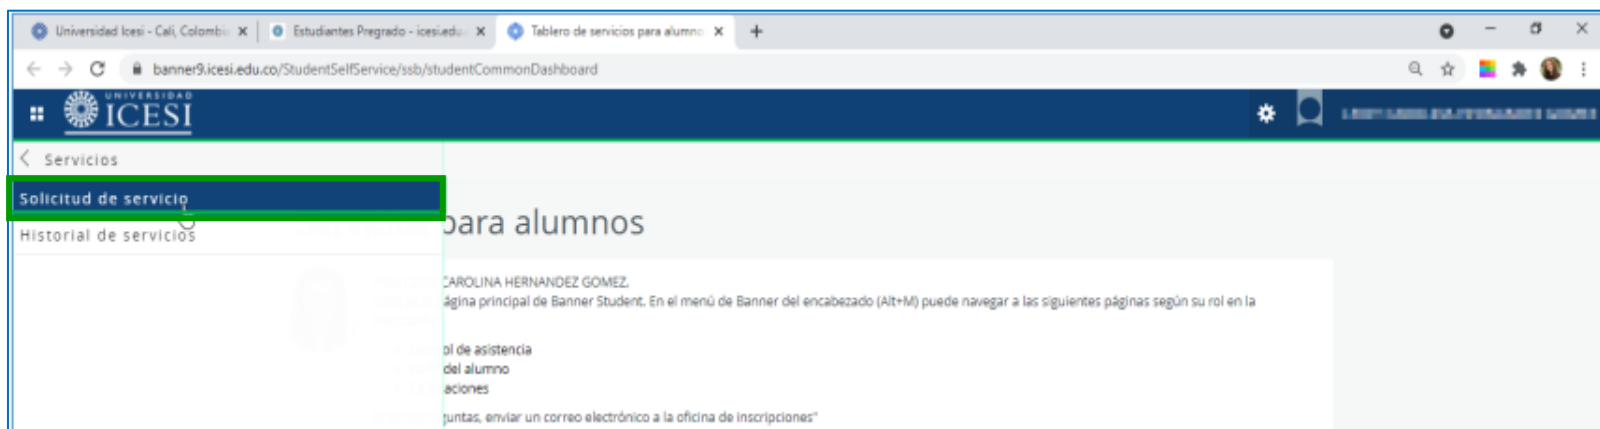 Universidad Icesi - Cali, Colombi
Estudiantes Pregrado - icesi.edu.
Tablero de servicios para alumno
banner9.icesi.edu.co/StudentSelfService/ssb/studentCommonDashboard
UNIVERSIDAD
ICESI
Servicios
Solicitud de servicio
Historial de servicios
para alumnos
CAROLINA HERNANDEZ GOMEZ,
ágina principal de Banner Student. En el menú de Banner del encabezado (Alt+M) puede navegar a las siguientes páginas según su rol en la
ol de asistencia
del alumno
aciones
untas, enviar un correo electrónico a la oficina de inscripciones"